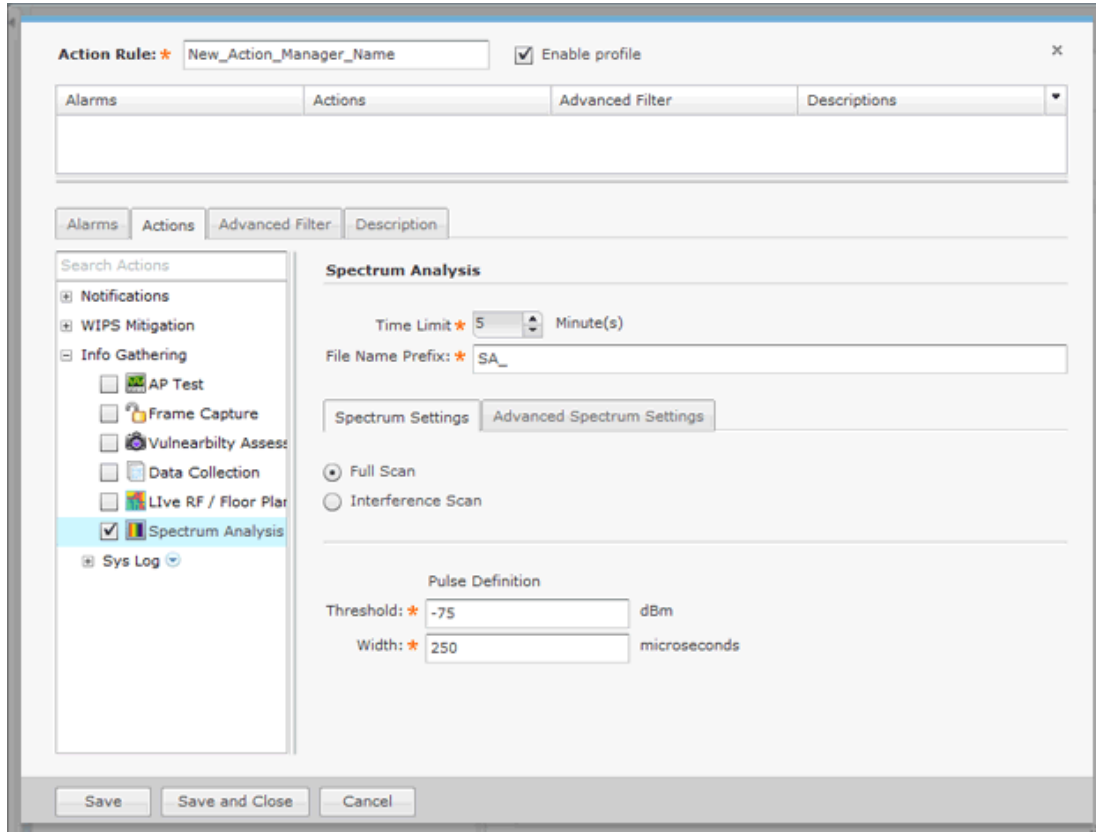 Action Rule: * New_Action_Manager_Name Enable profile
Alarms Actions Advanced Filter Descriptions
Alarms Actions Advanced Filter Description
Search Actions
Notifications
WIPS Mitigation
Info Gathering
AP Test
Frame Capture
Vulnearbilty Assess
Data Collection
LIve RF / Floor Plan
Spectrum Analysis
Sys Log
Spectrum Analysis
Time Limit * 5 Minute(s)
File Name Prefix: * SA_
Spectrum Settings Advanced Spectrum Settings
Full Scan
Interference Scan
Pulse Definition
Threshold: * -75 dBm
Width: * 250 microseconds
Save Save and Close Cancel